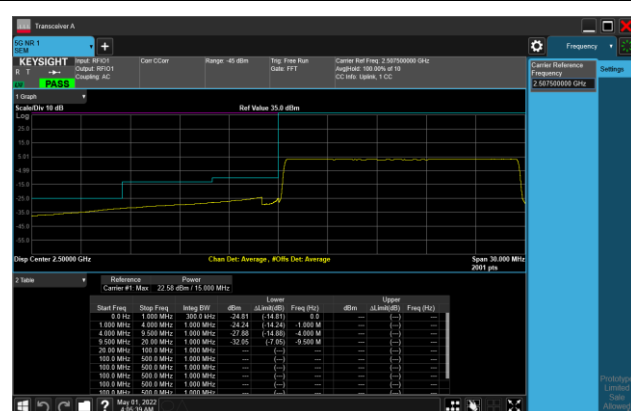 Transceiver A
5G NR 1
SEM
+
Frequency
KEYSIGHT
R T
PASS
Input: RFIO1
Output: RFIO1
Coupling: AC
Corr CCorr
Range: -45 dBm
Trig: Free Run
Gate: FFT
Carrier Ref Freq: 2.507500000 GHz
Avg|Hold: 100.00% of 10
CC Info: Uplink, 1 CC
Carrier Reference
Frequency
2.507500000 GHz
Settings
1 Graph
Scale/Div 10 dB
Ref Value 35.0 dBm
Log
25.0
15.0
5.01
-4.99
-15.0
-25.0
-35.0
-45.0
-55.0
Disp Center 2.50000 GHz
Chan Det: Average , #Offs Det: Average
Span 30.000 MHz
2001 pts
2 Table
Reference Power
Carrier #1 Max 22.58 dBm / 15.000 MHz
Lower Upper
Start Freq Stop Freq Integ BW dBm ΔLimit(dB) Freq (Hz) dBm ΔLimit(dB) Freq (Hz)
0.0 Hz 1.000 MHz 300.0 kHz -24.81 (-14.81) 0.0 --- (---) ---
1.000 MHz 4.000 MHz 1.000 MHz -24.24 (-14.24) -1.000 M --- (---) ---
4.000 MHz 9.500 MHz 1.000 MHz -27.88 (-14.88) -4.000 M --- (---) ---
9.500 MHz 20.00 MHz 1.000 MHz -32.05 (-7.05) -9.500 M --- (---) ---
20.00 MHz 100.0 MHz 1.000 MHz --- (---) --- --- (---) ---
100.0 MHz 500.0 MHz 1.000 MHz --- (---) --- --- (---) ---
100.0 MHz 500.0 MHz 1.000 MHz --- (---) --- --- (---) ---
100.0 MHz 500.0 MHz 1.000 MHz --- (---) --- --- (---) ---
100.0 MHz 500.0 MHz 1.000 MHz --- (---) --- --- (---) ---
100.0 MHz 500.0 MHz 1.000 MHz --- (---) --- --- (---) ---
?
May 01, 2022
4:05:39 AM
Prototype
Limited
Sale
Allowed